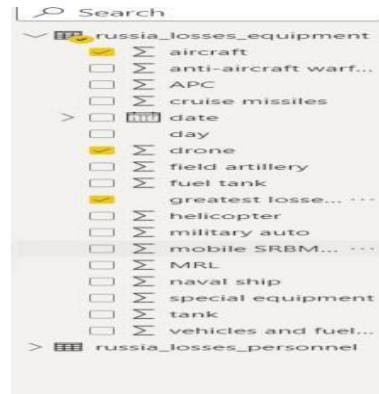 Search
russia_losses_equipment
aircraft
anti-aircraft warf...
APC
cruise missiles
date
day
drone
field artillery
fuel tank
greatest losse...
helicopter
military auto
mobile SRBM...
MRL
naval ship
special equipment
tank
vehicles and fuel...
russia_losses_personnel